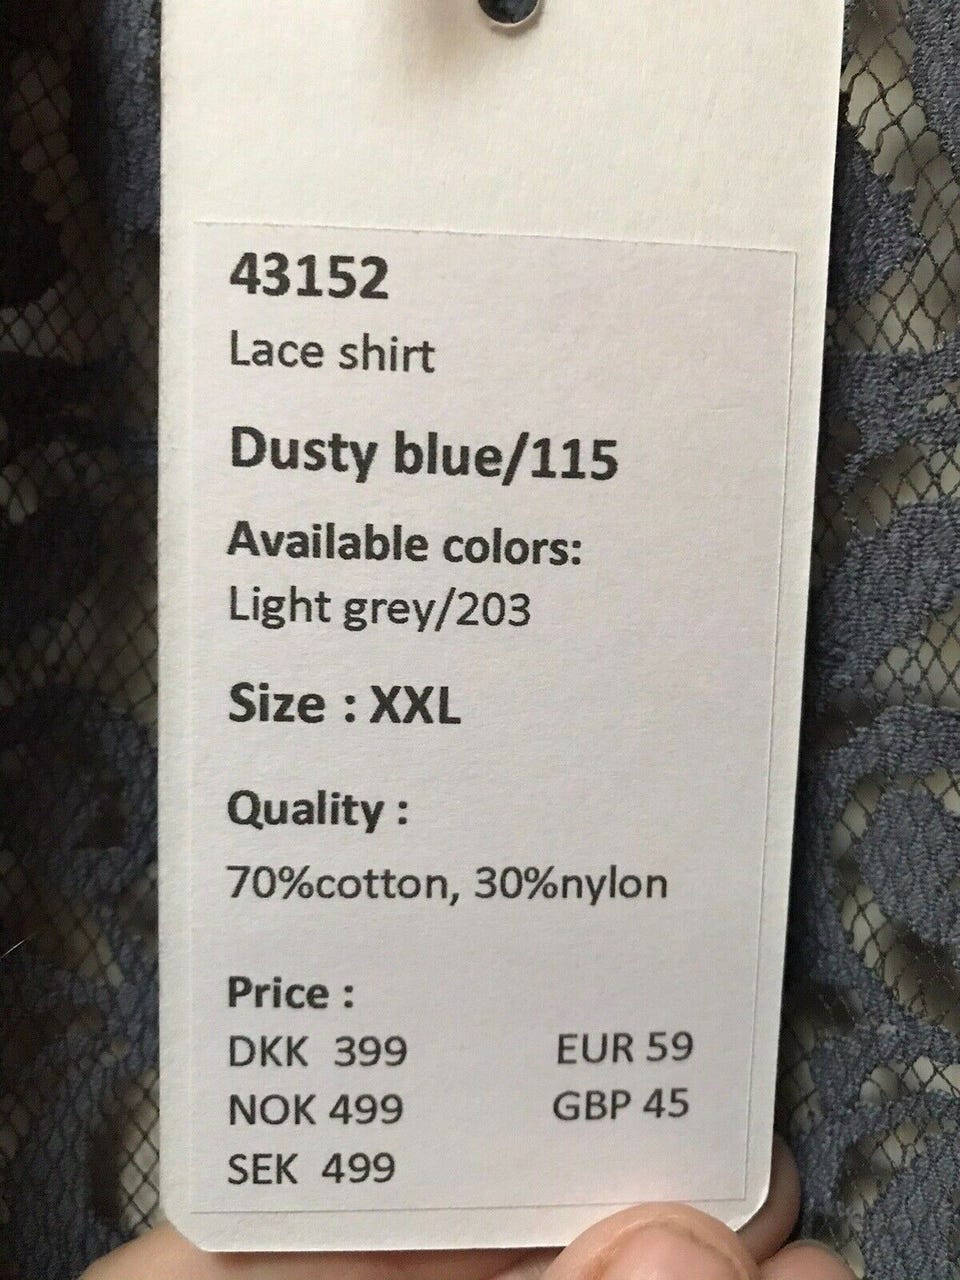 43152
Lace shirt
Dusty blue/115
Available colors:
Light grey/203
Size : XXL
Quality :
70%cotton, 30%nylon
Price :
DKK 399 EUR 59
NOK 499 GBP 45
SEK 499